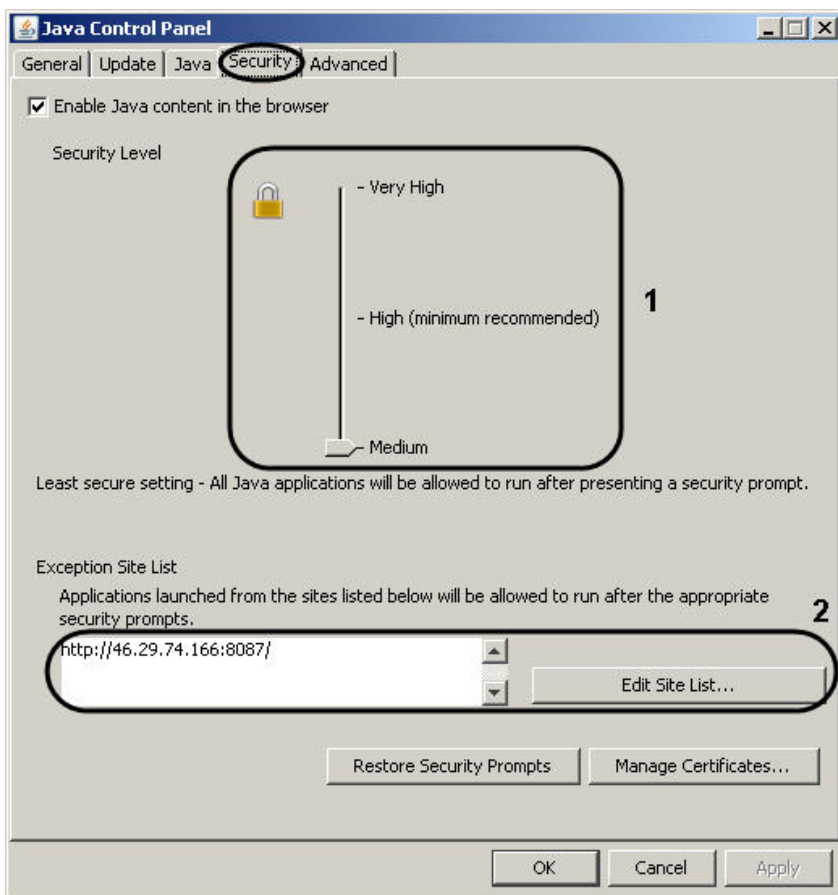 Java Control Panel
General Update Java Security Advanced
Enable Java content in the browser
Security Level
- Very High
- High (minimum recommended)
1
- Medium
Least secure setting - All Java applications will be allowed to run after presenting a security prompt.
Exception Site List
Applications launched from the sites listed below will be allowed to run after the appropriate
security prompts.
2
http://46.29.74.166:8087/
Edit Site List...
Restore Security Prompts Manage Certificates...
OK Cancel Apply